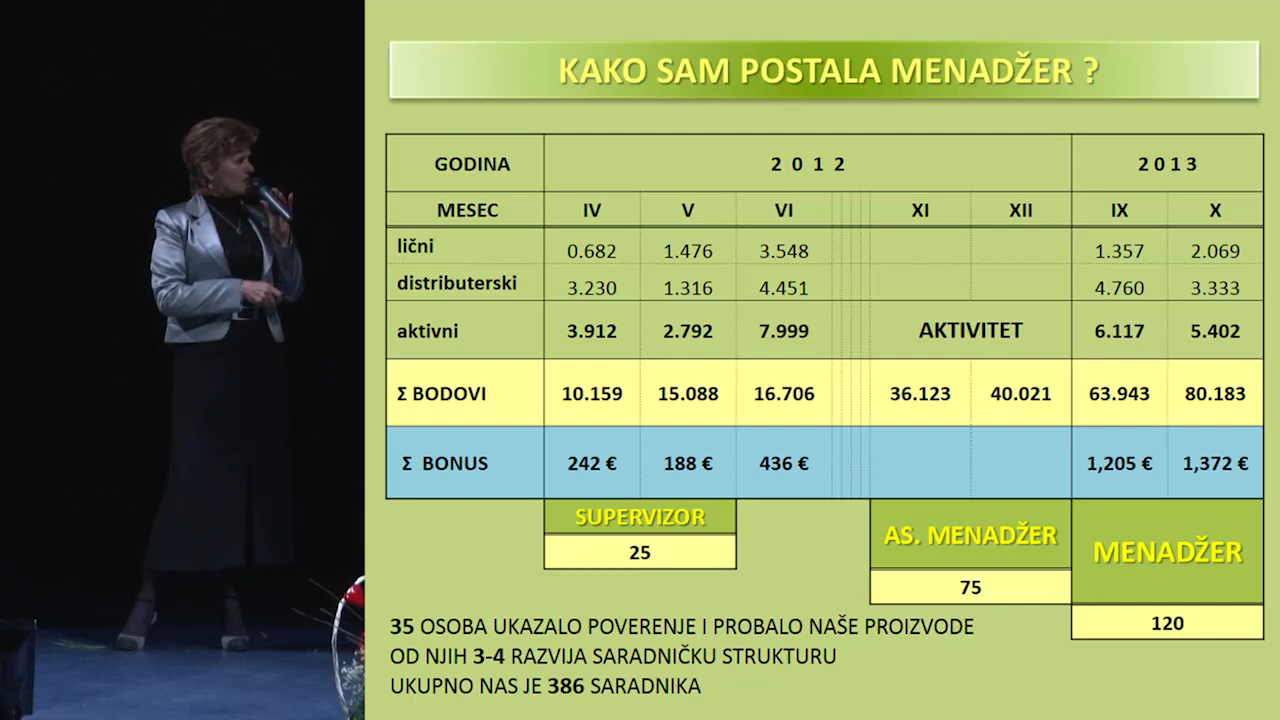 KAKO SAM POSTALA MENADŽER ?
GODINA 2 0 1 2 2 0 1 3
MESEC IV V VI XI XII IX X
lični 0.682 1.476 3.548 1.357 2.069
distributerski 3.230 1.316 4.451 4.760 3.333
aktivni 3.912 2.792 7.999 AKTIVITET 6.117 5.402
Σ BODOVI 10.159 15.088 16.706 36.123 40.021 63.943 80.183
Σ BONUS 242 € 188 € 436 € 1,205 € 1,372 €
SUPERVIZOR AS. MENADŽER MENADŽER
25 75 120
35 OSOBA UKAZALO POVERENJE I PROBALO NAŠE PROIZVODE
OD NJIH 3-4 RAZVIJA SARADNIČKU STRUKTURU
UKUPNO NAS JE 386 SARADNIKA